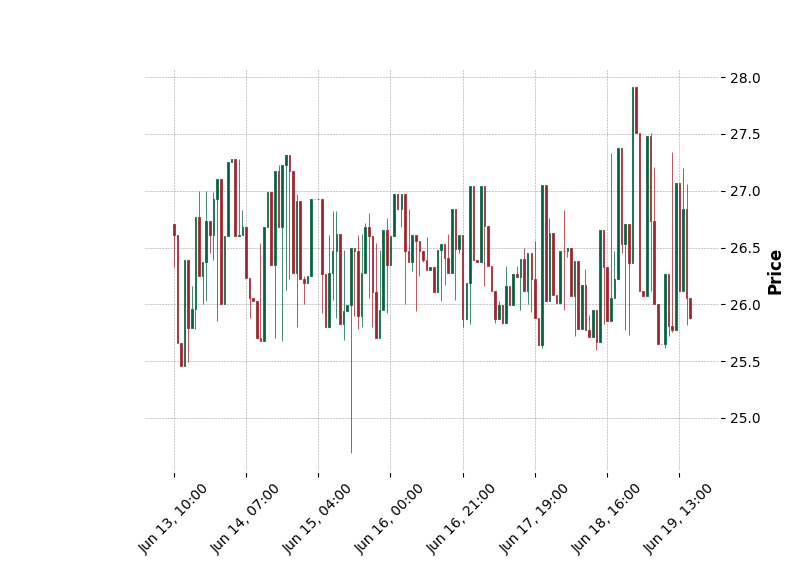 28.0
27.5
27.0
26.5
26.0
25.5
25.0
Price
Jun 13, 10:00
Jun 14, 07:00
Jun 15, 04:00
Jun 16, 00:00
Jun 16, 21:00
Jun 17, 19:00
Jun 18, 16:00
Jun 19, 13:00